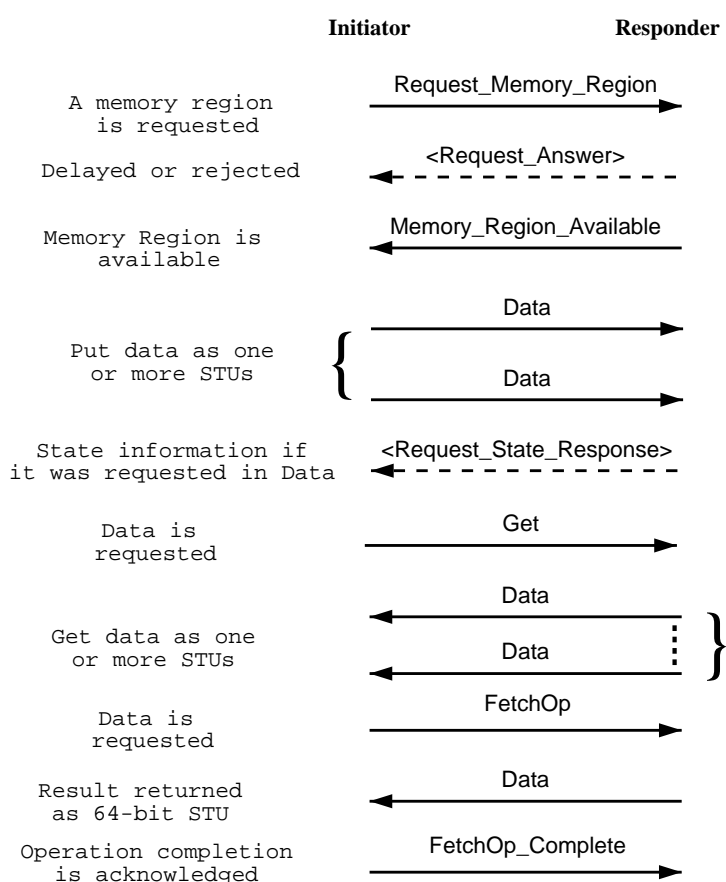 Initiator Responder
Request_Memory_Region
A memory region
is requested
<Request_Answer>
Delayed or rejected
Memory_Region_Available
Memory Region is
available
Data
Put data as one
or more STUs
{
Data
<Request_State_Response>
State information if
it was requested in Data
Get
Data is
requested
Data
Get data as one
or more STUs
Data
}
FetchOp
Data is
requested
Data
Result returned
as 64-bit STU
FetchOp_Complete
Operation completion
is acknowledged